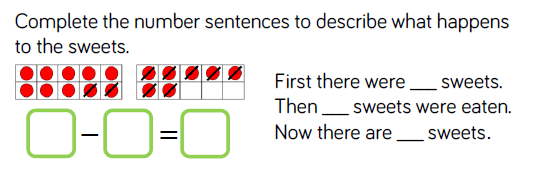 Complete the number sentences to describe what happens
to the sweets.
First there were ___ sweets.
Then ___ sweets were eaten.
Now there are ___ sweets.
- =